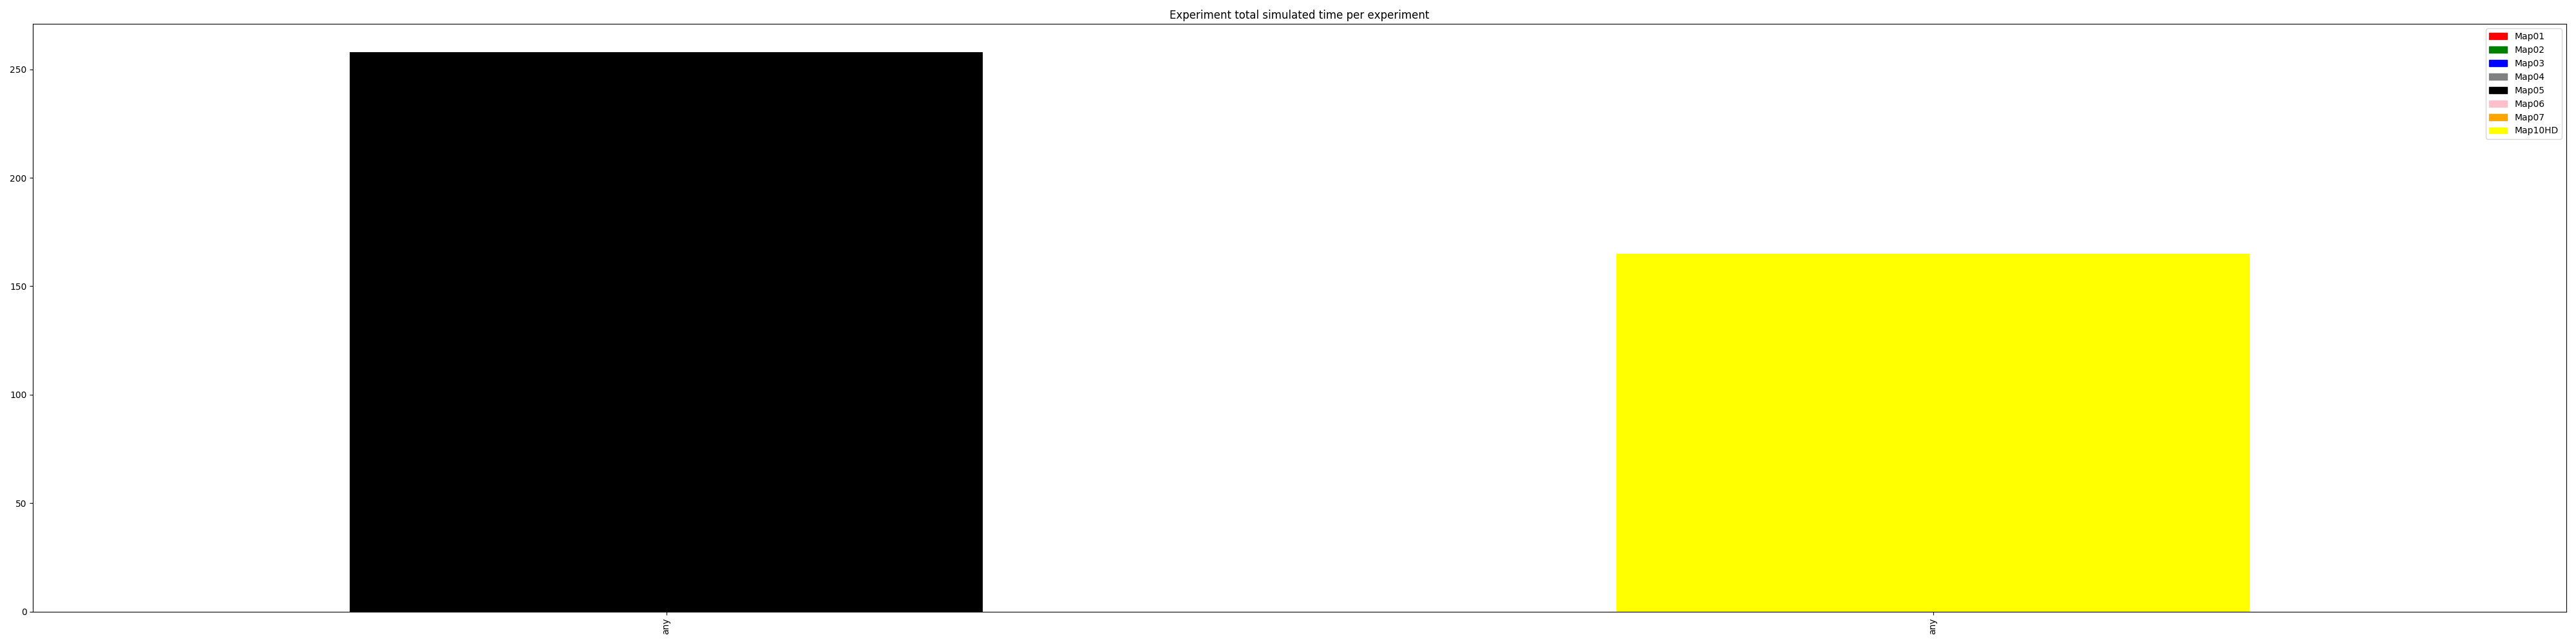 Experiment total simulated time per experiment
250
200
150
100
50
0
any
any
Map01
Map02
Map03
Map04
Map05
Map06
Map07
Map10HD